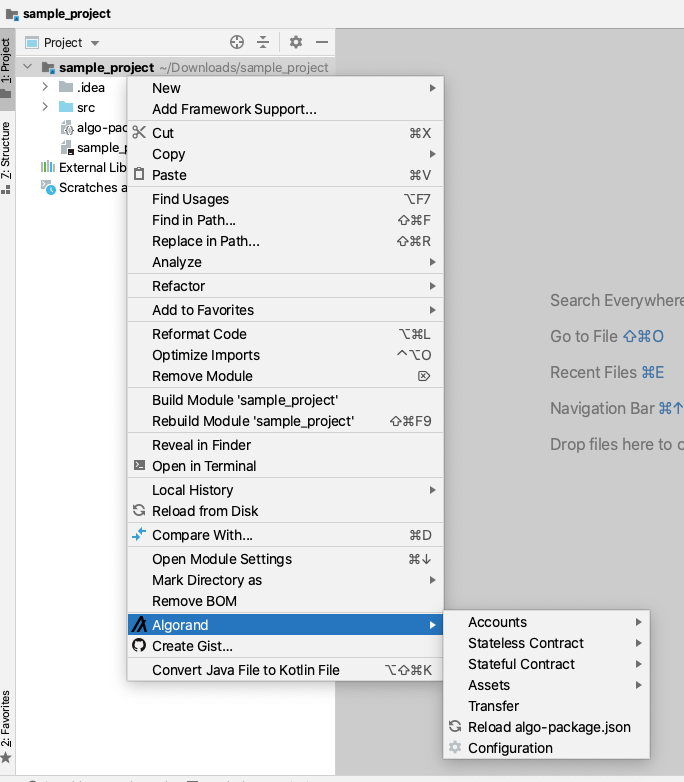 sample_project
Project
1: Project
sample_project ~/Downloads/sample_project
.idea
src
algo-pac
sample_p
External Lib
Scratches a
7: Structure
2: Favorites
New
Add Framework Support...
Cut ⌘X
Copy
Paste ⌘V
Find Usages ⌥F7
Find in Path... ⇧⌘F
Replace in Path... ⇧⌘R
Analyze
Refactor
Add to Favorites
Reformat Code ⌥⌘L
Optimize Imports ^⌥O
Remove Module ⌦
Build Module 'sample_project'
Rebuild Module 'sample_project' ⇧⌘F9
Reveal in Finder
Open in Terminal
Local History
Reload from Disk
Compare With... ⌘D
Open Module Settings ⌘↓
Mark Directory as
Remove BOM
Algorand
Create Gist...
Convert Java File to Kotlin File ⌥⇧⌘K
Accounts
Stateless Contract
Stateful Contract
Assets
Transfer
Reload algo-package.json
Configuration
Search Everywhere
Go to File ⇧⌘O
Recent Files ⌘E
Navigation Bar ⌘↑
Drop files here to o